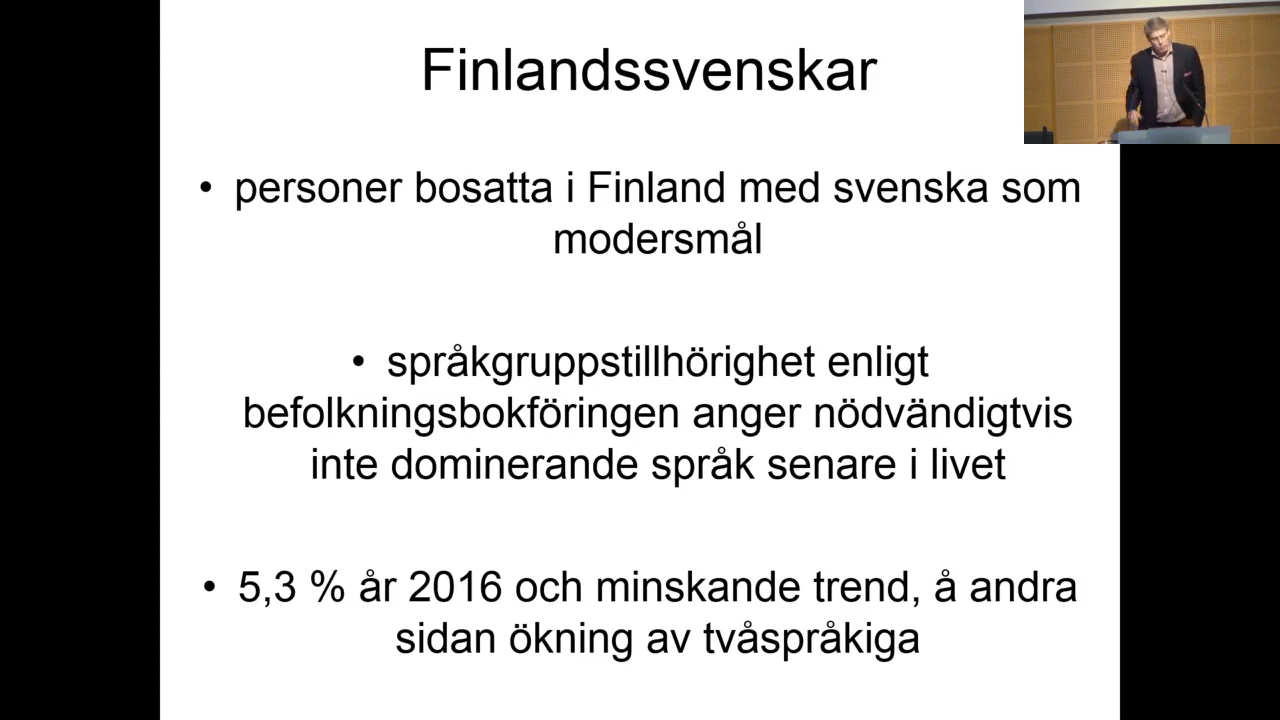 Finlandssvenskar
• personer bosatta i Finland med svenska som
modersmål
• språkgruppstillhörighet enligt
befolkningsbokföringen anger nödvändigtvis
inte dominerande språk senare i livet
• 5,3 % år 2016 och minskande trend, å andra
sidan ökning av tvåspråkiga